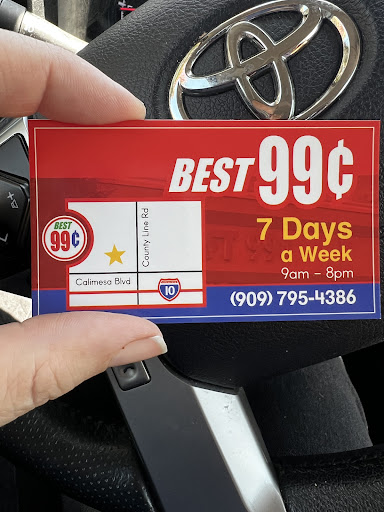 BEST 99¢
BEST
99¢
County Line Rd
Calimesa Blvd
10
7 Days
a Week
9am – 8pm
(909) 795-4386